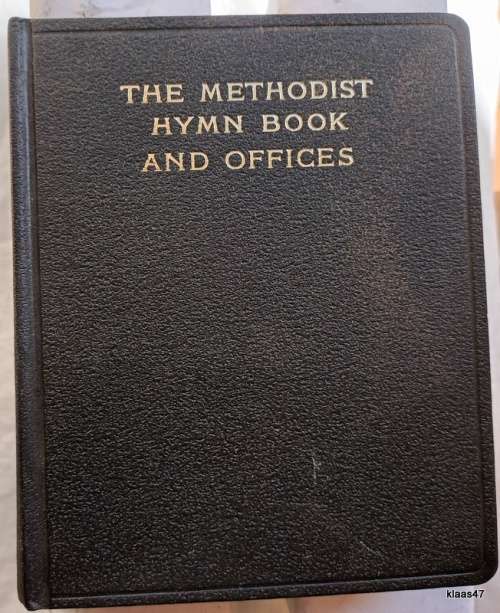 THE METHODIST
HYMN BOOK
AND OFFICES
klaas47